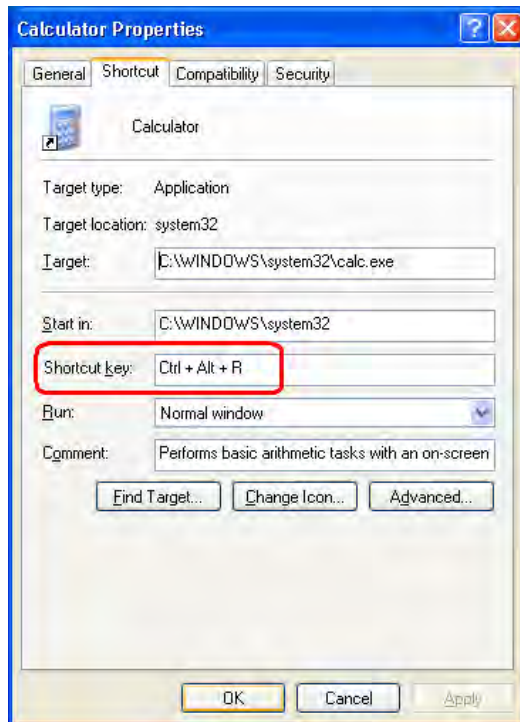 Calculator Properties
General Shortcut Compatibility Security
Calculator
Target type: Application
Target location: system32
Target: C:\WINDOWS\system32\calc.exe
Start in: C:\WINDOWS\system32
Shortcut key: Ctrl + Alt + R
Run: Normal window
Comment: Performs basic arithmetic tasks with an on-screen
Find Target... Change Icon... Advanced...
OK Cancel Apply